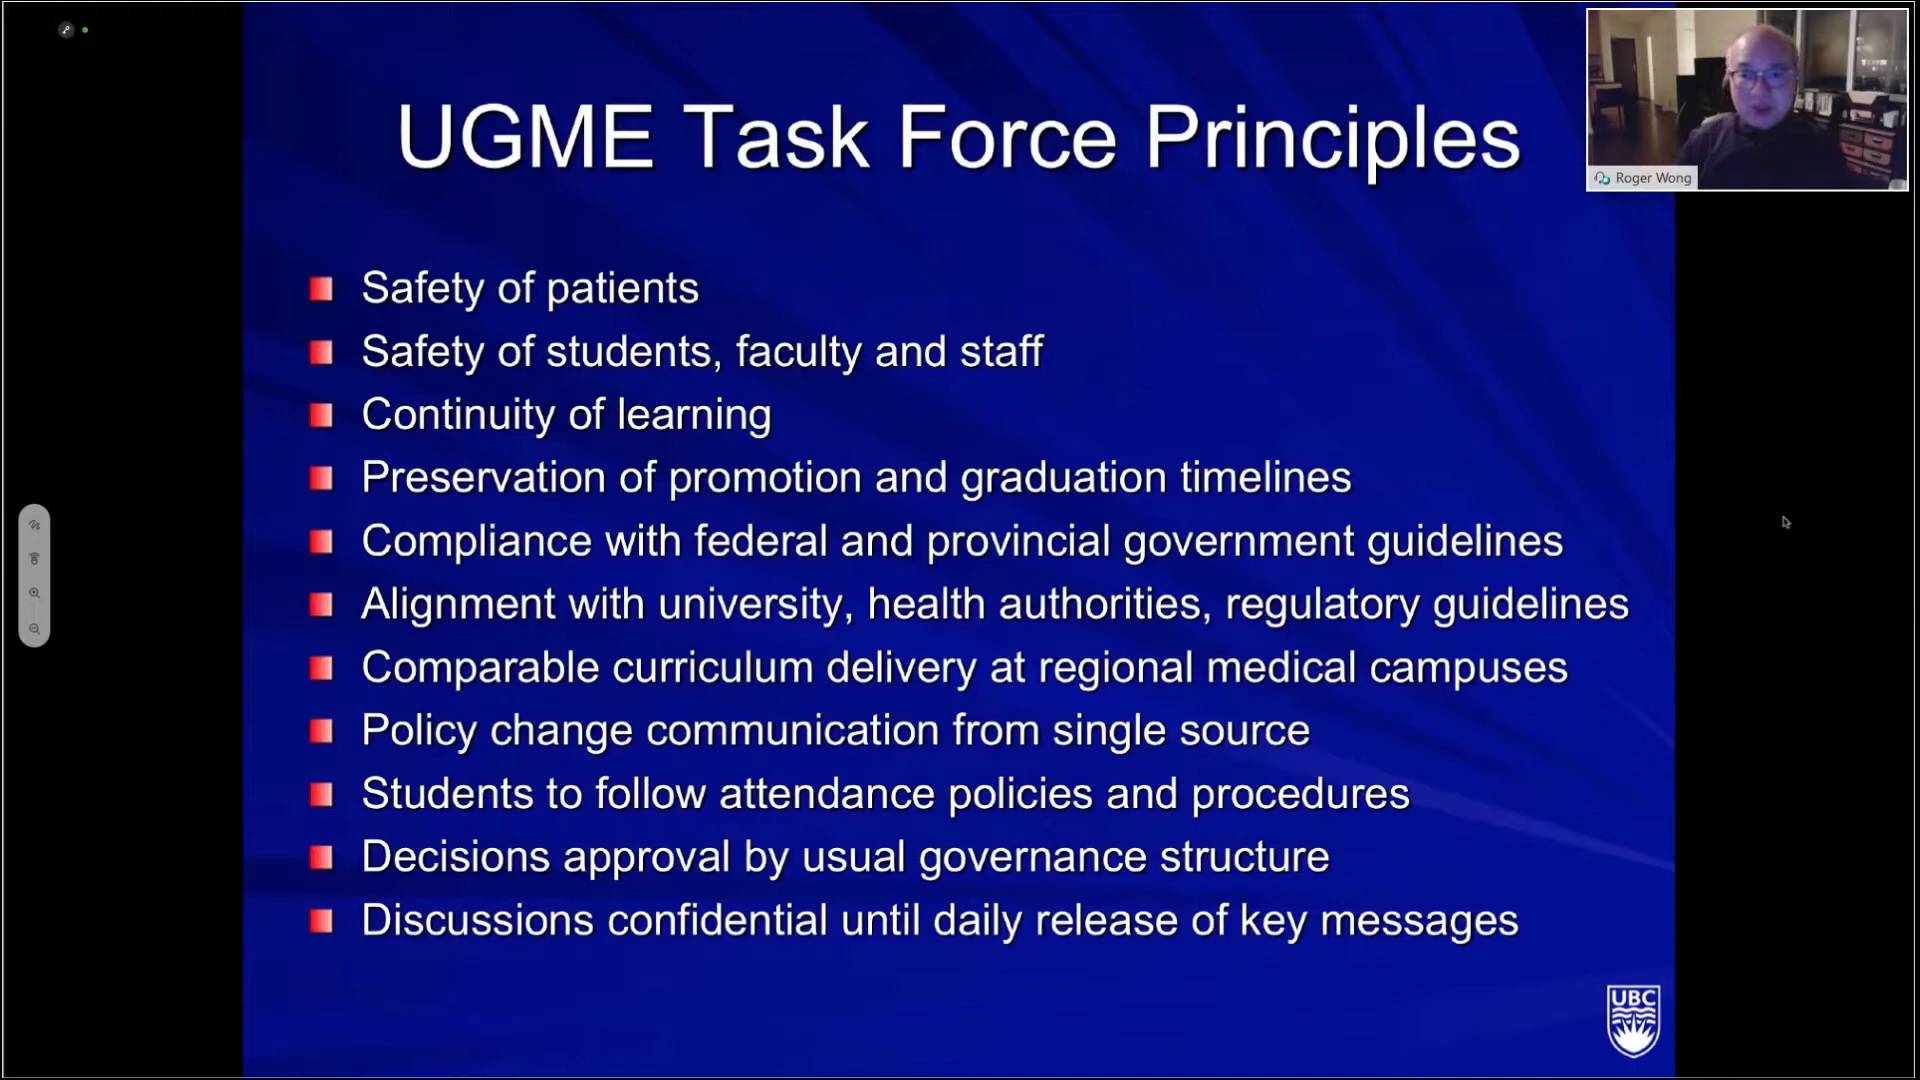 UGME Task Force Principles
Roger Wong
Safety of patients
Safety of students, faculty and staff
Continuity of learning
Preservation of promotion and graduation timelines
Compliance with federal and provincial government guidelines
Alignment with university, health authorities, regulatory guidelines
Comparable curriculum delivery at regional medical campuses
Policy change communication from single source
Students to follow attendance policies and procedures
Decisions approval by usual governance structure
Discussions confidential until daily release of key messages
UBC